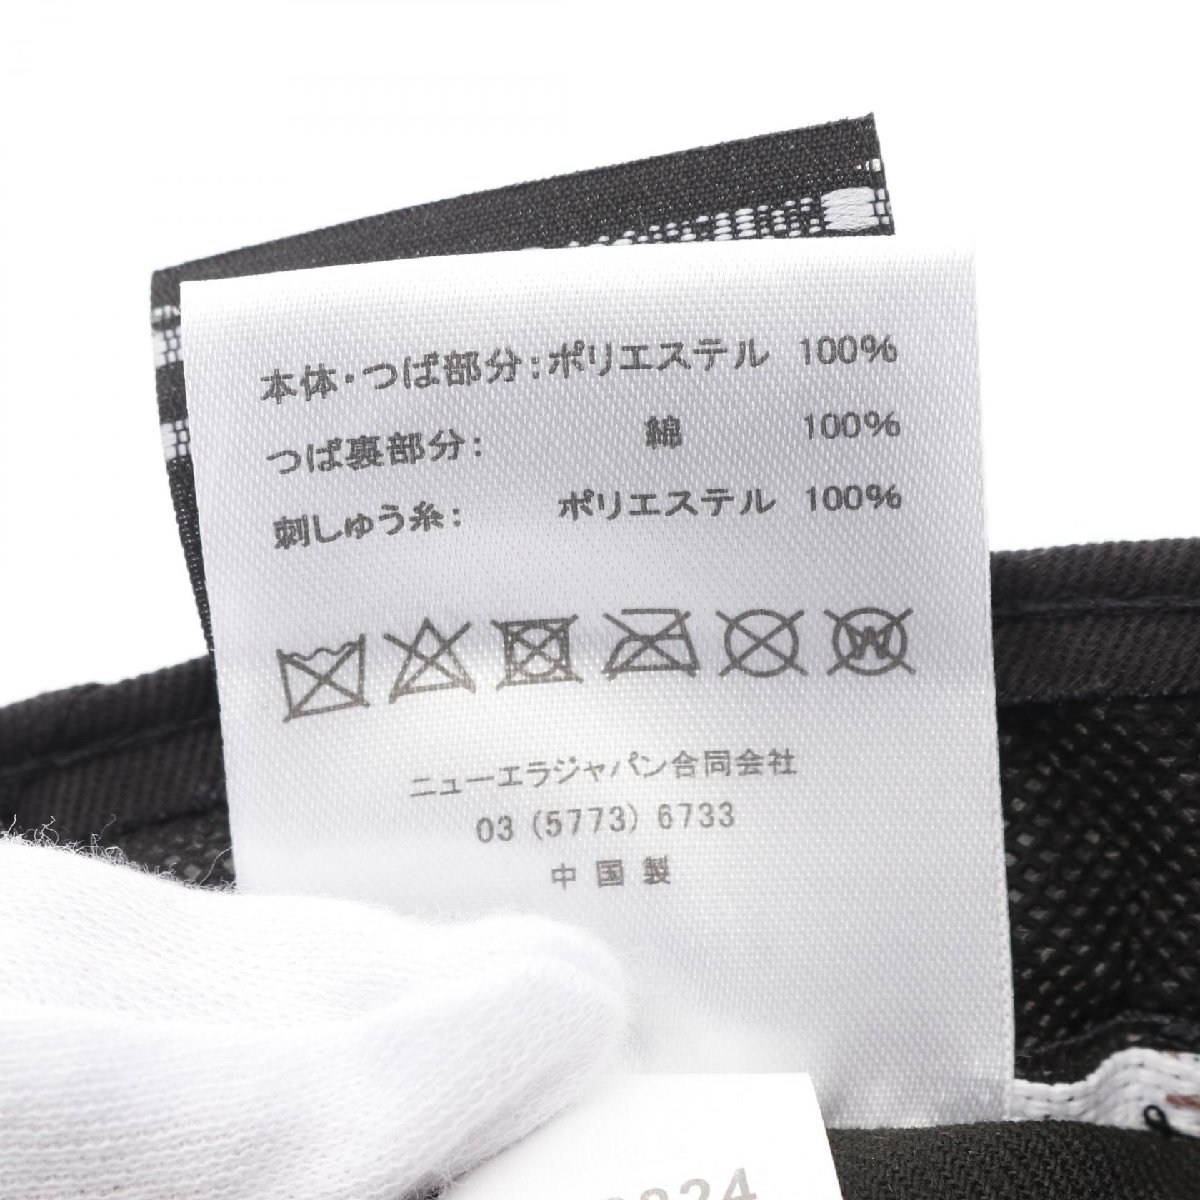 本体・つば部分：ポリエステル 100%
つば裏部分： 綿 100%
刺しゅう糸： ポリエステル 100%
W
ニューエラジャパン合同会社
03 (5773) 6733
中国製